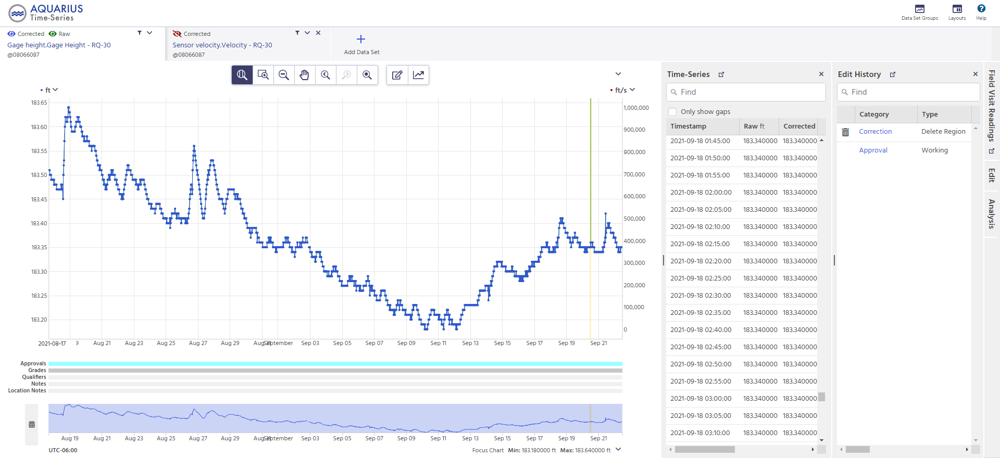 AQUARIUS
Time-Series
Data Set Groups
Layouts
Help
Corrected Raw
Gage height.Gage Height - RQ-30
@08066087
Corrected
Sensor velocity.Velocity - RQ-30
@08066087
Add Data Set
ft
ft/s
183.65
183.60
183.55
183.50
183.45
183.40
183.35
183.30
183.25
183.20
1,000,000
900,000
800,000
700,000
600,000
500,000
400,000
300,000
200,000
100,000
0
2021-08-17 9 Aug 21 Aug 23 Aug 25 Aug 27 Aug 29 Aug 31 September Sep 03 Sep 05 Sep 07 Sep 09 Sep 11 Sep 13 Sep 15 Sep 17 Sep 19 Sep 21
Approvals
Grades
Qualifiers
Notes
Location Notes
Aug 19 Aug 21 Aug 23 Aug 25 Aug 27 Aug 29 Aug 31 September Sep 03 Sep 05 Sep 07 Sep 09 Sep 11 Sep 13 Sep 15 Sep 17 Sep 19 Sep 21
UTC-06:00
Focus Chart Min: 183.180000 ft Max: 183.640000 ft
Time-Series
Find
Only show gaps
Timestamp Raw ft Corrected
2021-09-18 01:45:00 183.340000 183.340000
2021-09-18 01:50:00 183.340000 183.340000
2021-09-18 01:55:00 183.340000 183.340000
2021-09-18 02:00:00 183.340000 183.340000
2021-09-18 02:05:00 183.340000 183.340000
2021-09-18 02:10:00 183.340000 183.340000
2021-09-18 02:15:00 183.340000 183.340000
2021-09-18 02:20:00 183.340000 183.340000
2021-09-18 02:25:00 183.340000 183.340000
2021-09-18 02:30:00 183.340000 183.340000
2021-09-18 02:35:00 183.340000 183.340000
2021-09-18 02:40:00 183.340000 183.340000
2021-09-18 02:45:00 183.340000 183.340000
2021-09-18 02:50:00 183.340000 183.340000
2021-09-18 02:55:00 183.340000 183.340000
2021-09-18 03:00:00 183.340000 183.340000
2021-09-18 03:05:00 183.340000 183.340000
2021-09-18 03:10:00 183.340000 183.340000
Edit History
Find
Category Type
Correction Delete Region
Approval Working
Field Visit Readings
Edit
Analysis